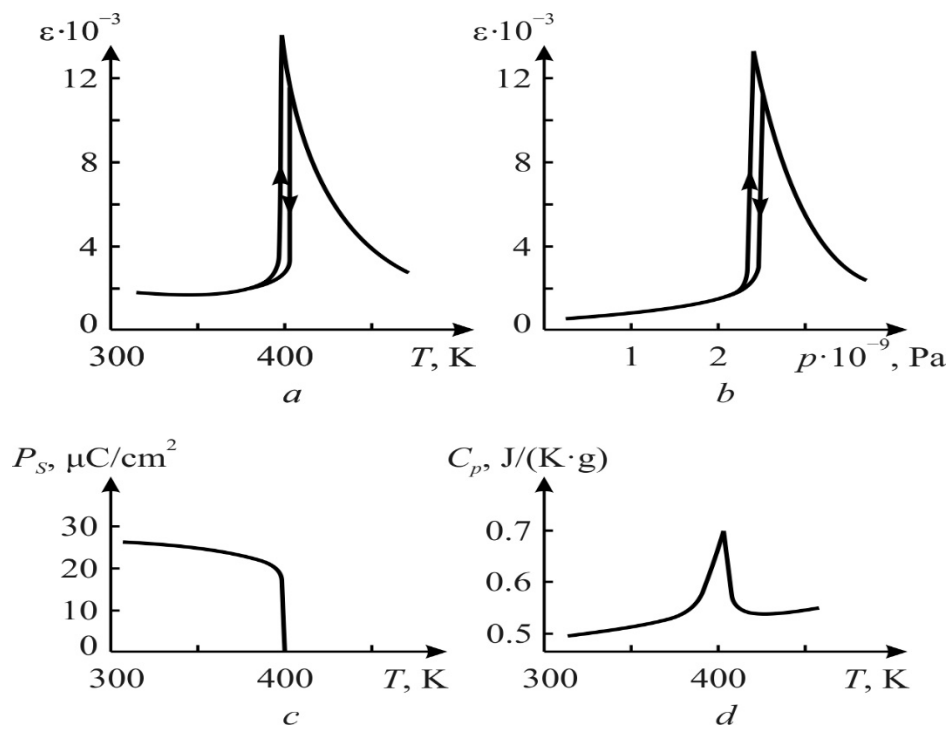 ε·10⁻³
12
8
4
0
300
400
T, K
a
ε·10⁻³
12
8
4
0
1
2
p·10⁻⁹, Pa
b
P_S, μC/cm²
30
20
10
0
300
400
T, K
c
C_p, J/(K·g)
0.7
0.6
0.5
300
400
T, K
d